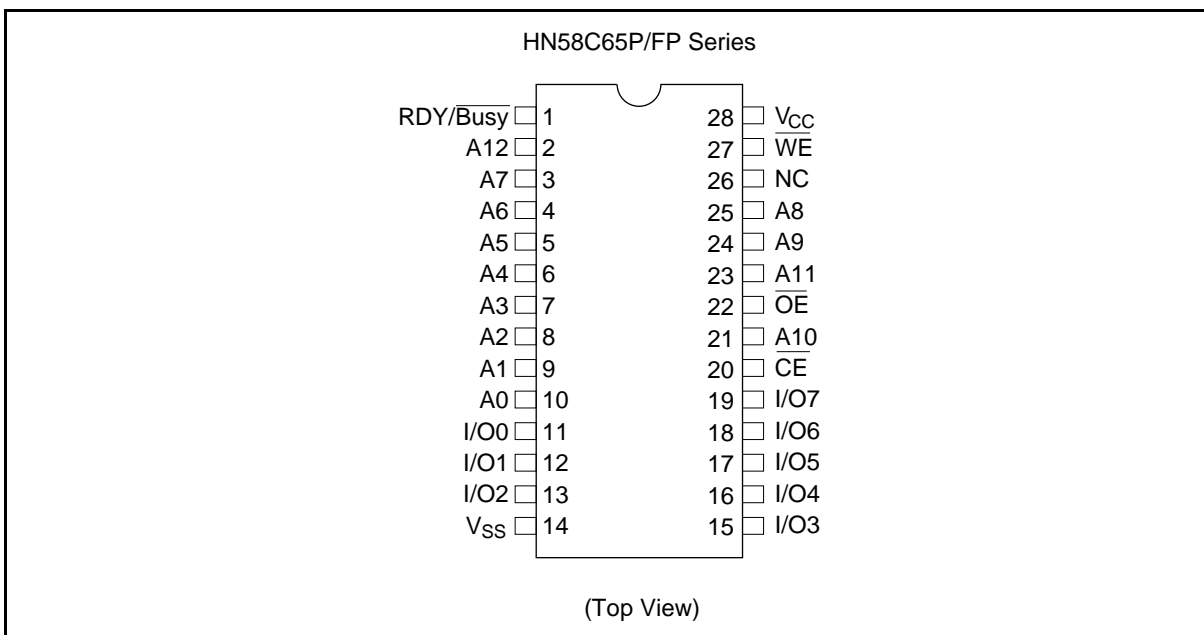 HN58C65P/FP Series
RDY/Busy 1 28 VCC
A12 2 27 WE
A7 3 26 NC
A6 4 25 A8
A5 5 24 A9
A4 6 23 A11
A3 7 22 OE
A2 8 21 A10
A1 9 20 CE
A0 10 19 I/O7
I/O0 11 18 I/O6
I/O1 12 17 I/O5
I/O2 13 16 I/O4
VSS 14 15 I/O3
(Top View)